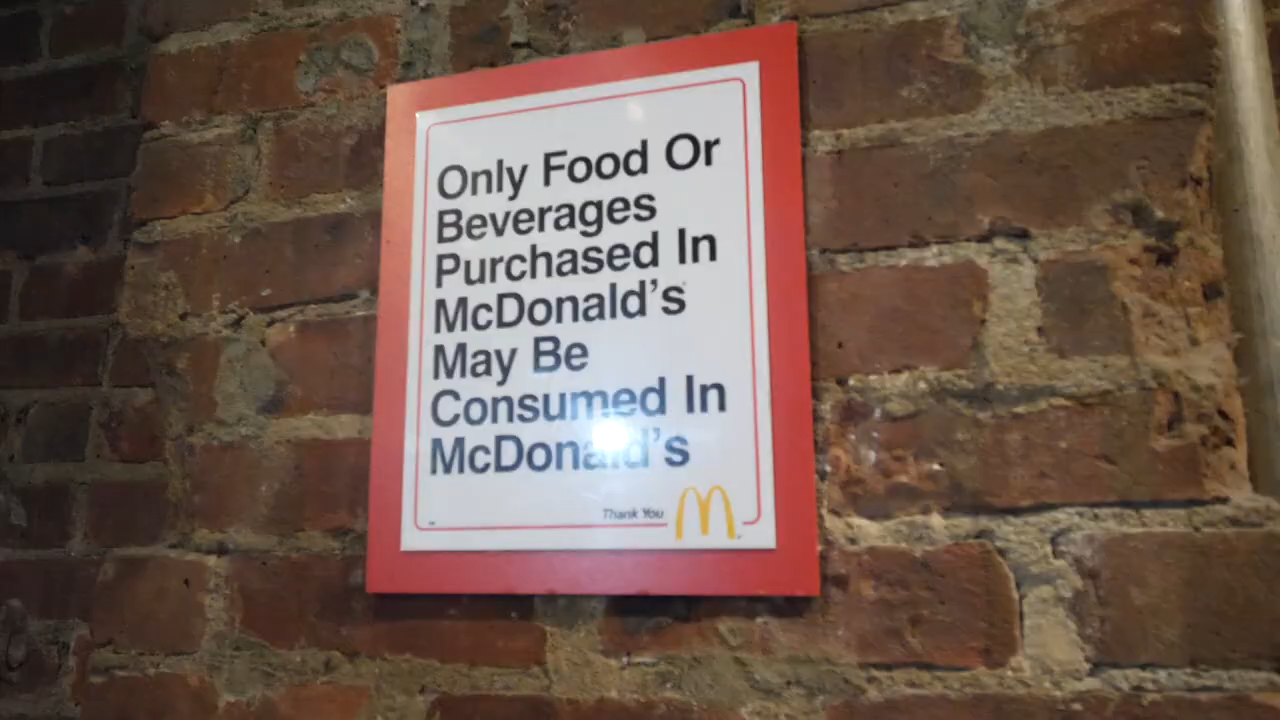 Only Food Or
Beverages
Purchased In
McDonald's
May Be
Consumed In
McDonald's
Thank You